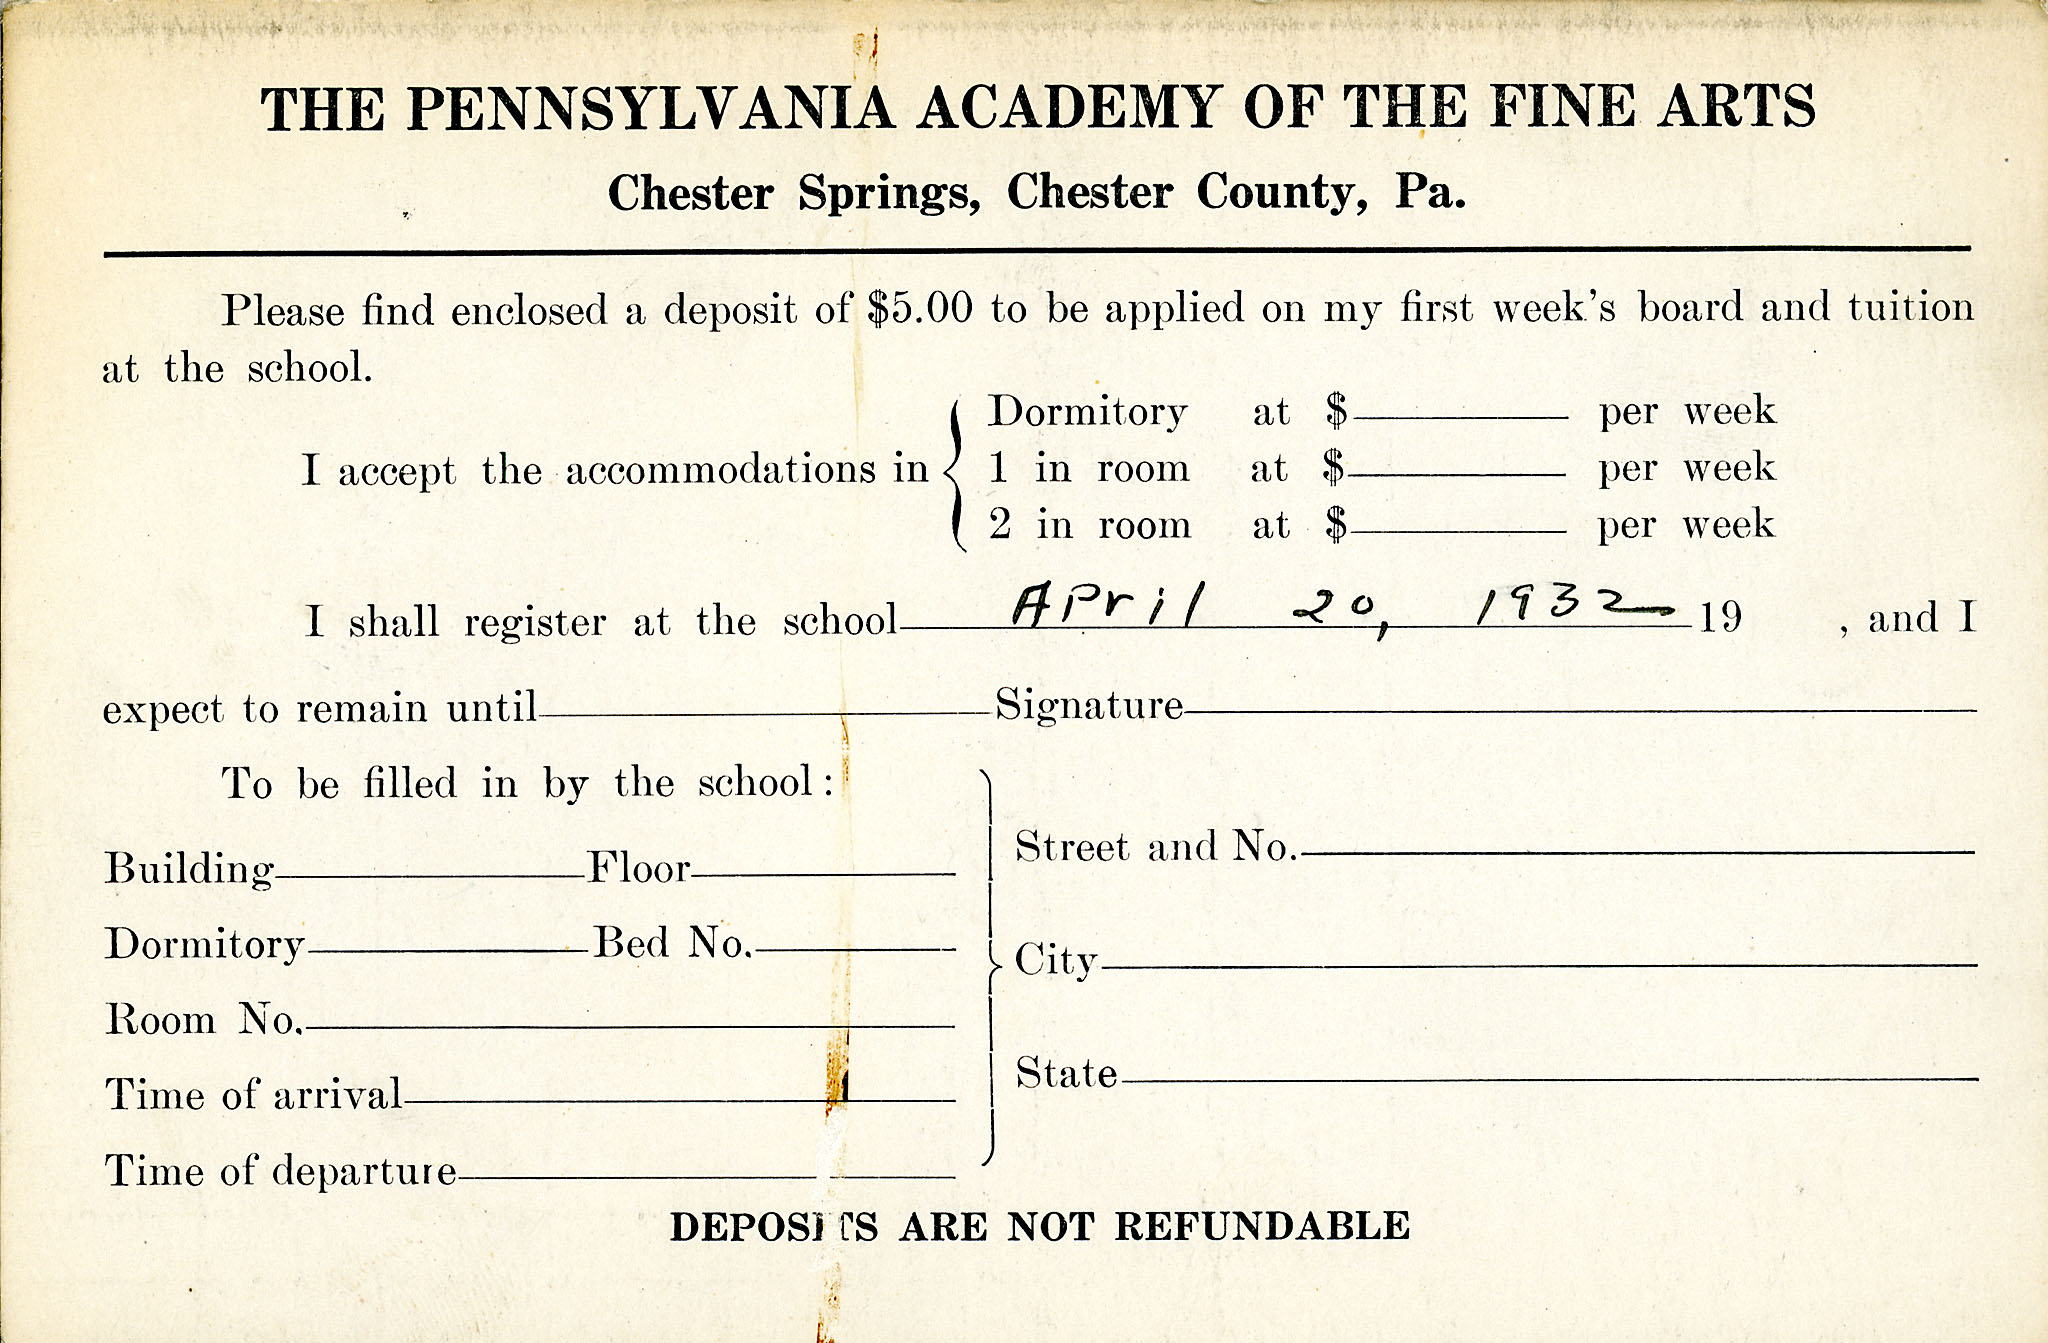 THE PENNSYLVANIA ACADEMY OF THE FINE ARTS
Chester Springs, Chester County, Pa.
Please find enclosed a deposit of $5.00 to be applied on my first week's board and tuition
at the school.
Dormitory at $ per week
I accept the accommodations in 1 in room at $ per week
2 in room at $ per week
I shall register at the school April 20, 1932 19 , and I
expect to remain until Signature
To be filled in by the school:
Street and No.
Building Floor
Dormitory Bed No.
City
Room No.
State
Time of arrival
Time of departure
DEPOSITS ARE NOT REFUNDABLE